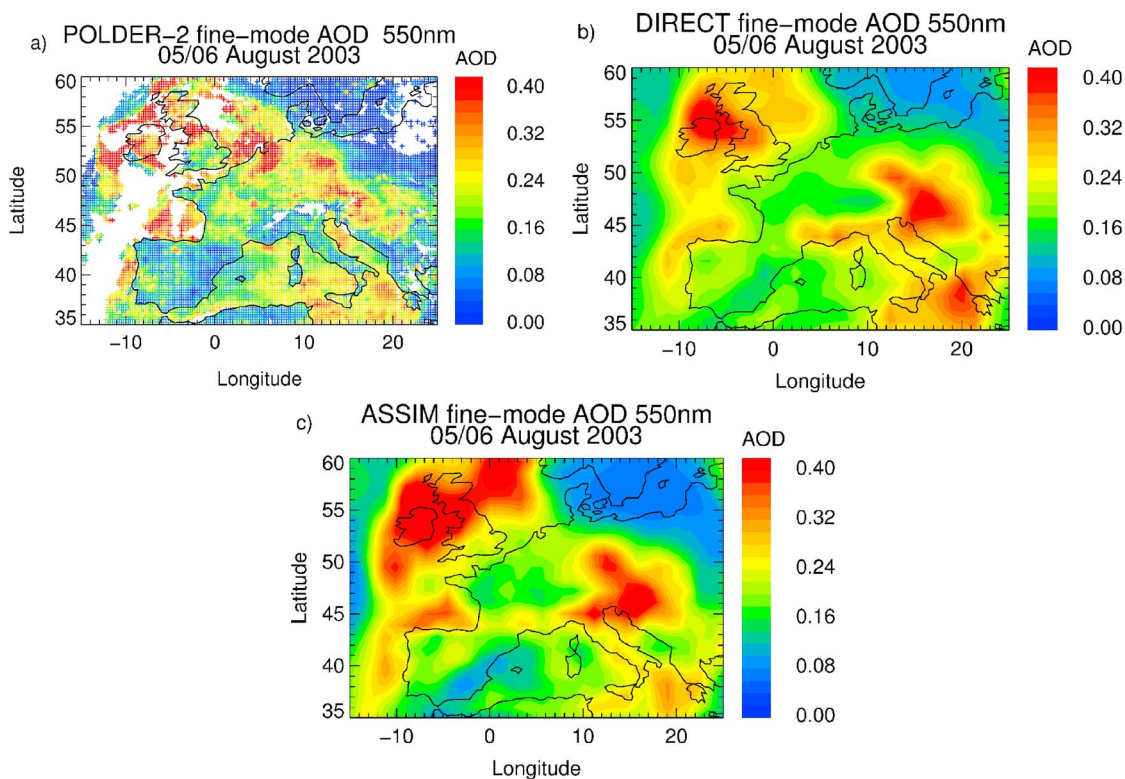 a)
POLDER-2 fine-mode AOD 550nm
05/06 August 2003
AOD
60
55
50
45
40
35
Latitude
-10 0 10 20
Longitude
0.40
0.32
0.24
0.16
0.08
0.00
b)
DIRECT fine-mode AOD 550nm
05/06 August 2003
AOD
60
55
50
45
40
35
Latitude
-10 0 10 20
Longitude
0.40
0.32
0.24
0.16
0.08
0.00
c)
ASSIM fine-mode AOD 550nm
05/06 August 2003
AOD
60
55
50
45
40
35
Latitude
-10 0 10 20
Longitude
0.40
0.32
0.24
0.16
0.08
0.00